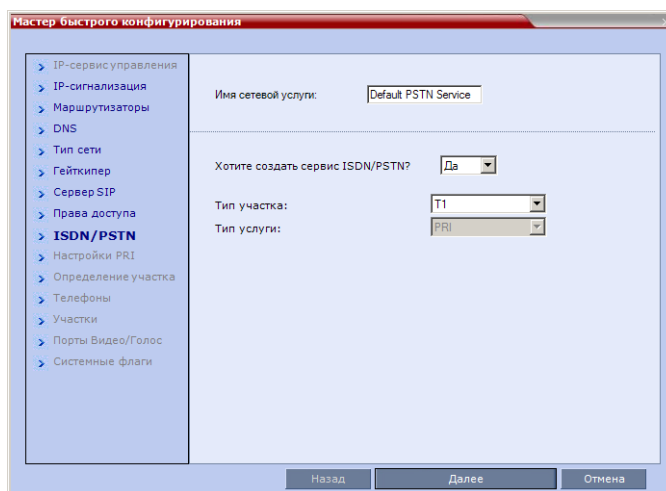 Мастер быстрого конфигурирования
IP-сервис управления
IP-сигнализация
Маршрутизаторы
DNS
Тип сети
Гейткипер
Сервер SIP
Права доступа
ISDN/PSTN
Настройки PRI
Определение участка
Телефоны
Участки
Порты Видео/Голос
Системные флаги
Имя сетевой услуги: Default PSTN Service
Хотите создать сервис ISDN/PSTN? Да
Тип участка: T1
Тип услуги: PRI
Назад Далее Отмена